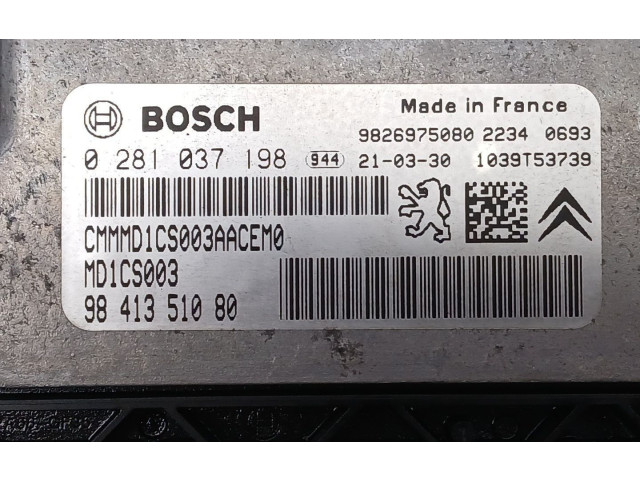 BOSCH
Made in France
9826975080 2234 0693
0 281 037 198 944 21-03-30 1039T53739
CMMMD1CS003AACEM0
MD1CS003
98 413 510 80